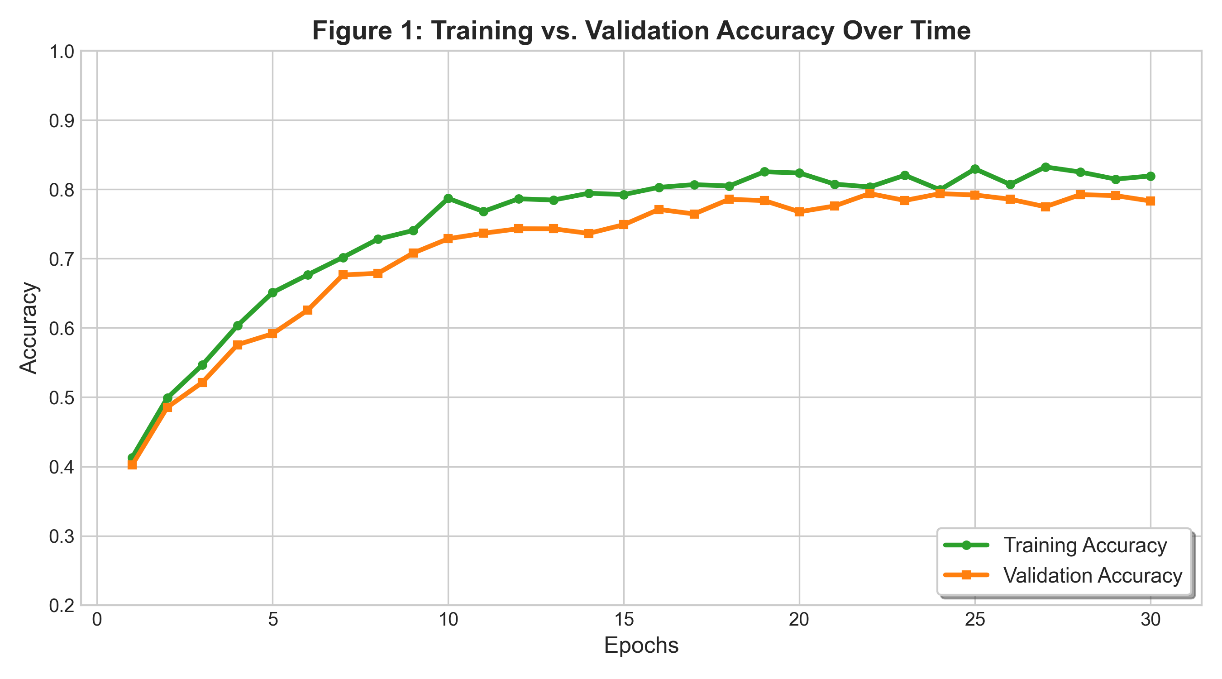 Figure 1: Training vs. Validation Accuracy Over Time
1.0
0.9
0.8
0.7
0.6
0.5
0.4
0.3
0.2
Accuracy
0 5 10 15 20 25 30
Epochs
Training Accuracy
Validation Accuracy